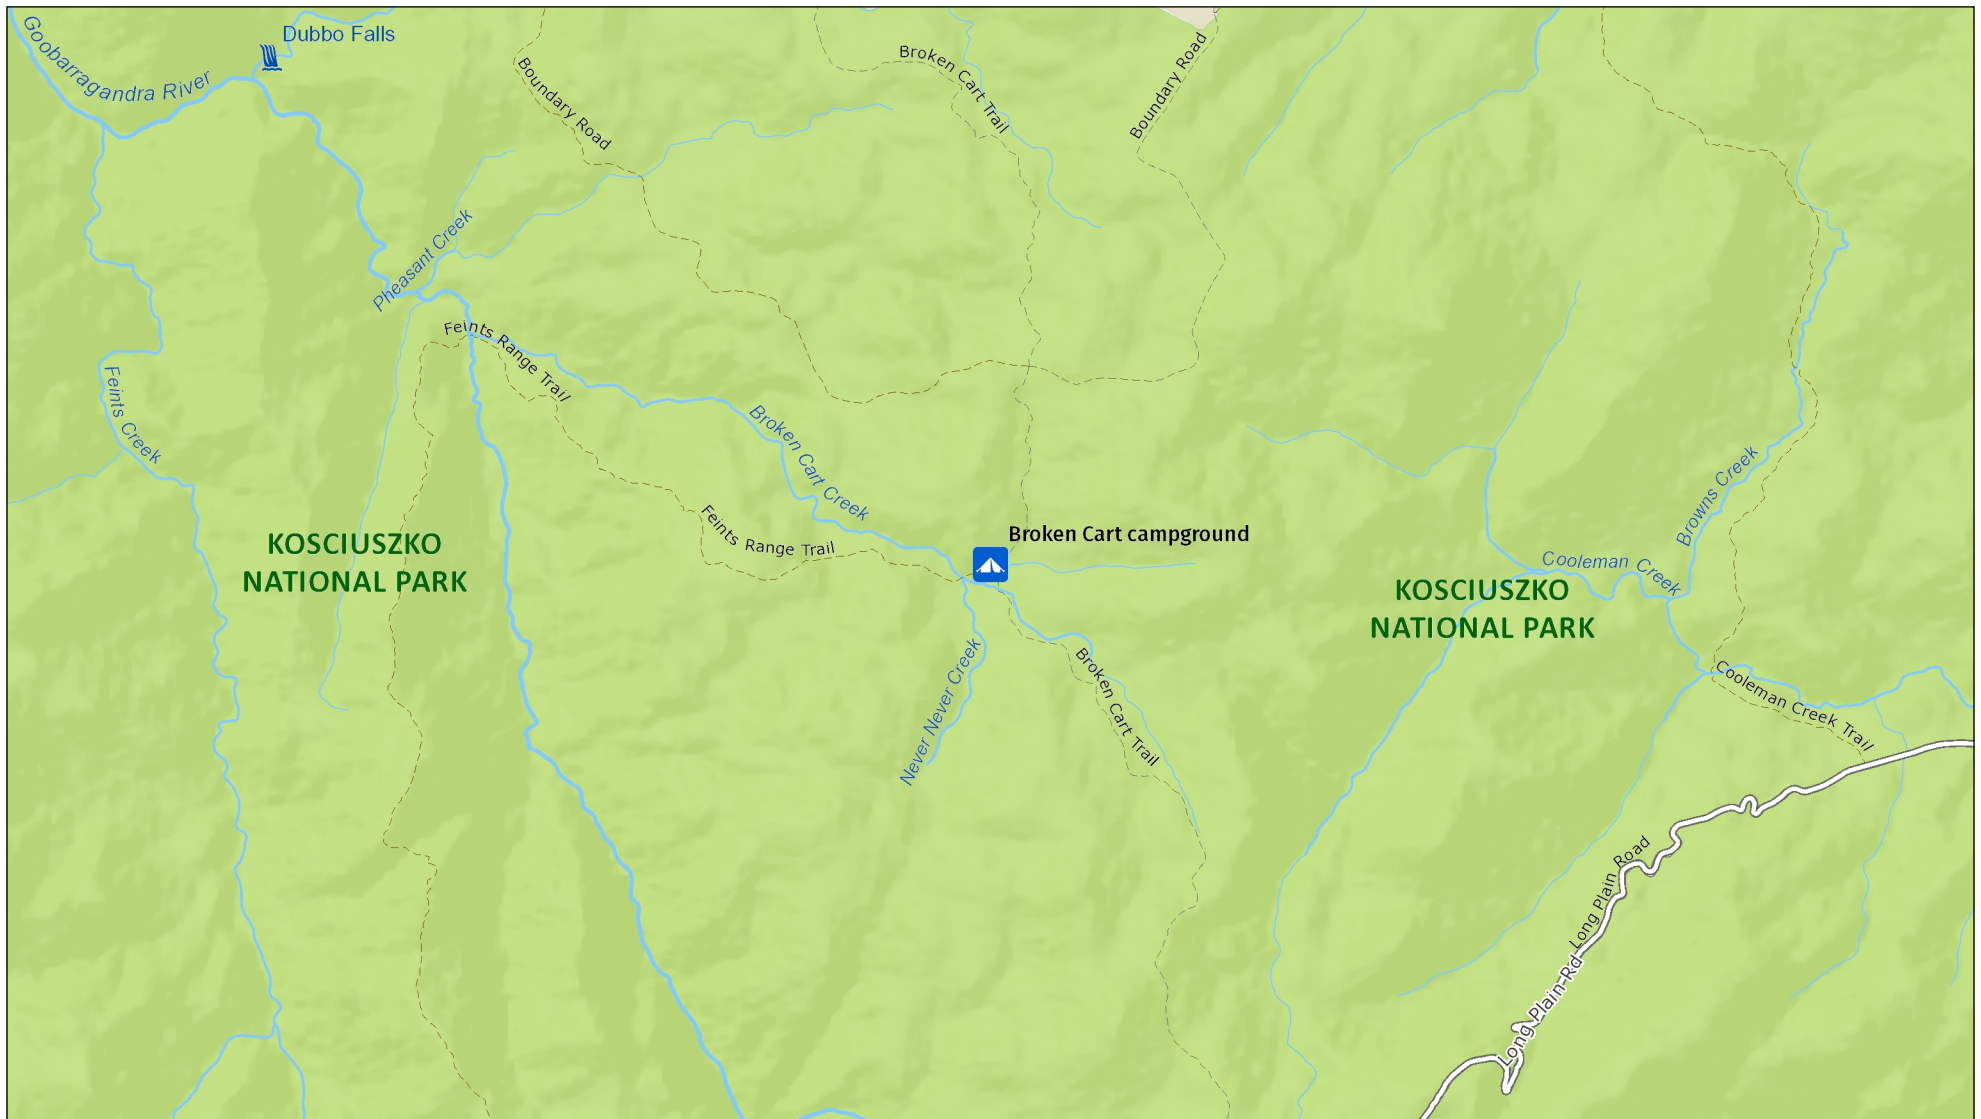 Goobarragandra River
Dubbo Falls
Boundary Road
Broken Cart Trail
Boundary Road
Pheasant Creek
Feints Range Trail
Feints Creek
Broken Cart Creek
Feints Range Trail
Broken Cart campground
KOSCIUSZKO
NATIONAL PARK
Browns Creek
Cooleman Creek
KOSCIUSZKO
NATIONAL PARK
Never Never Creek
Broken Cart Trail
Cooleman Creek Trail
Long Plain Road
Long Plain Rd